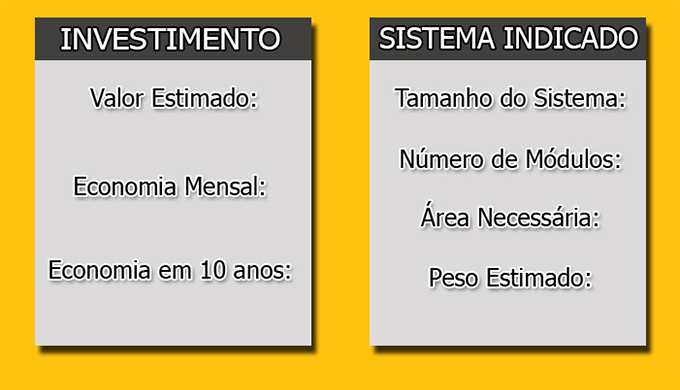 INVESTIMENTO
Valor Estimado:
Economia Mensal:
Economia em 10 anos:
SISTEMA INDICADO
Tamanho do Sistema:
Número de Módulos:
Área Necessária:
Peso Estimado: